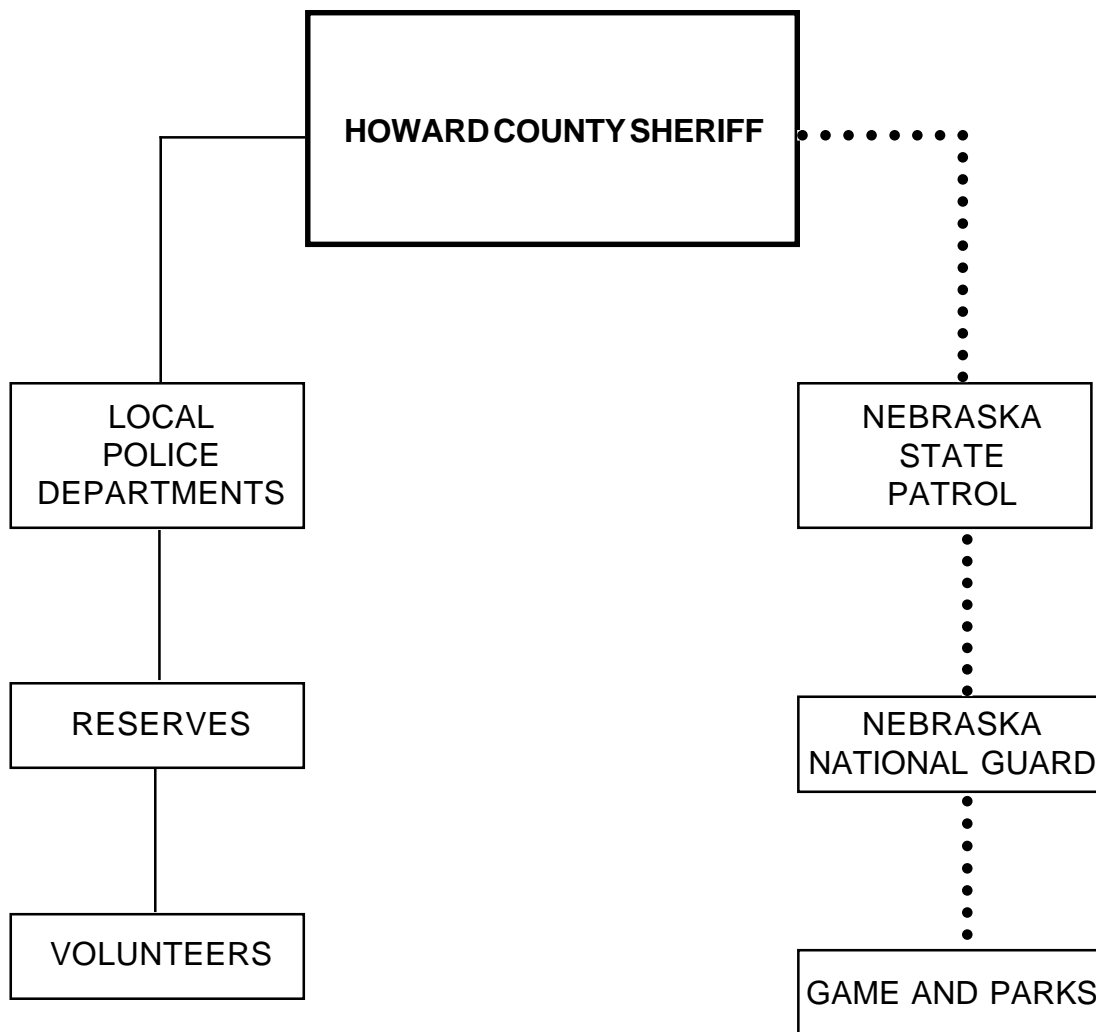 HOWARD COUNTY SHERIFF
LOCAL
POLICE
DEPARTMENTS
NEBRASKA
STATE
PATROL
RESERVES
NEBRASKA
NATIONAL GUARD
VOLUNTEERS
GAME AND PARKS